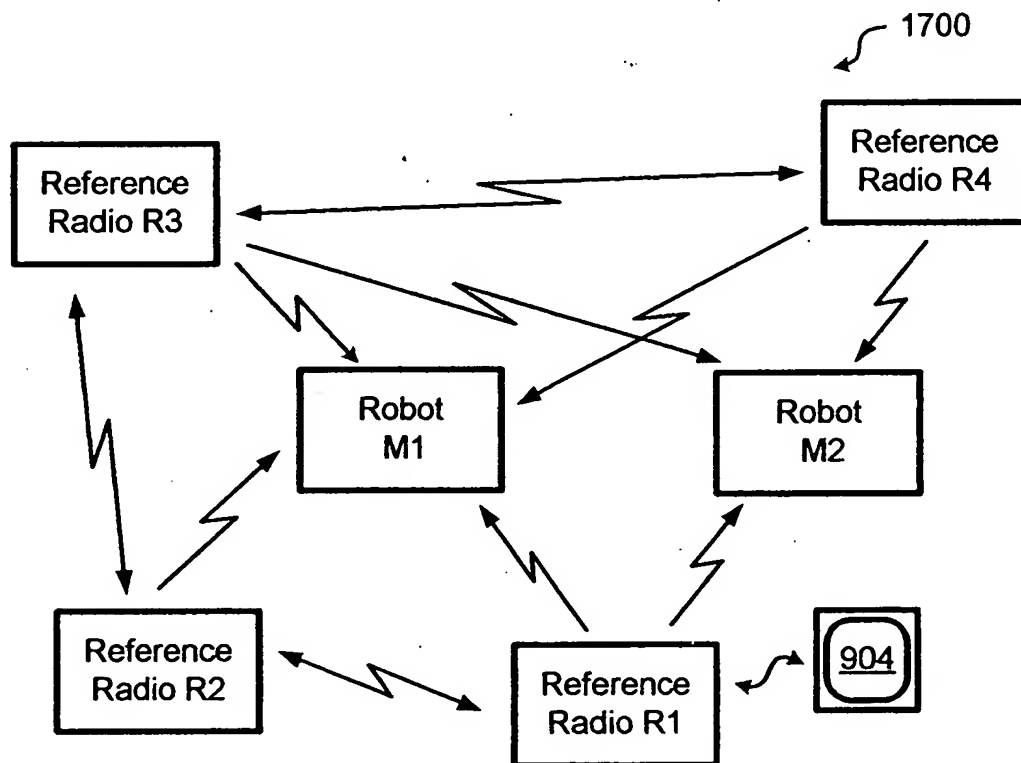 1700
Reference
Radio R4
Reference
Radio R3
Robot
M1
Robot
M2
Reference
Radio R2
Reference
Radio R1
904